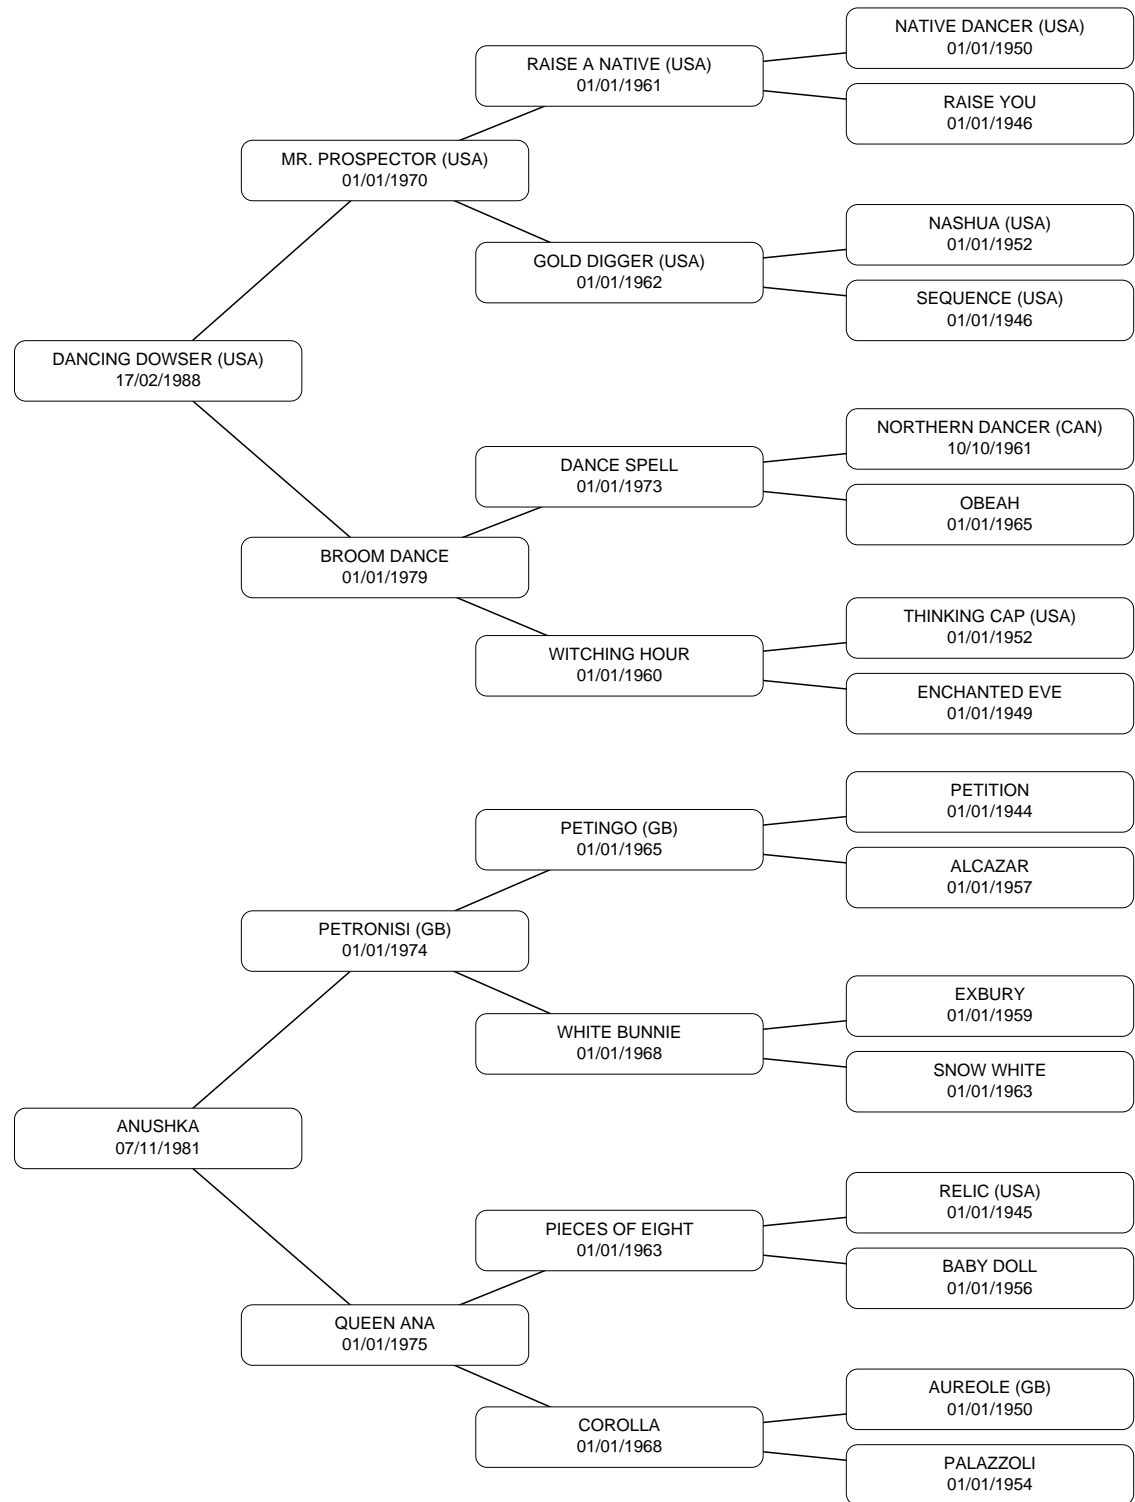 NATIVE DANCER (USA)
01/01/1950
RAISE A NATIVE (USA)
01/01/1961
RAISE YOU
01/01/1946
MR. PROSPECTOR (USA)
01/01/1970
NASHUA (USA)
01/01/1952
GOLD DIGGER (USA)
01/01/1962
SEQUENCE (USA)
01/01/1946
DANCING DOWSER (USA)
17/02/1988
NORTHERN DANCER (CAN)
10/10/1961
DANCE SPELL
01/01/1973
OBEAH
01/01/1965
BROOM DANCE
01/01/1979
THINKING CAP (USA)
01/01/1952
WITCHING HOUR
01/01/1960
ENCHANTED EVE
01/01/1949
PETITION
01/01/1944
PETINGO (GB)
01/01/1965
ALCAZAR
01/01/1957
PETRONISI (GB)
01/01/1974
EXBURY
01/01/1959
WHITE BUNNIE
01/01/1968
SNOW WHITE
01/01/1963
ANUSHKA
07/11/1981
RELIC (USA)
01/01/1945
PIECES OF EIGHT
01/01/1963
BABY DOLL
01/01/1956
QUEEN ANA
01/01/1975
AUREOLE (GB)
01/01/1950
COROLLA
01/01/1968
PALAZZOLI
01/01/1954